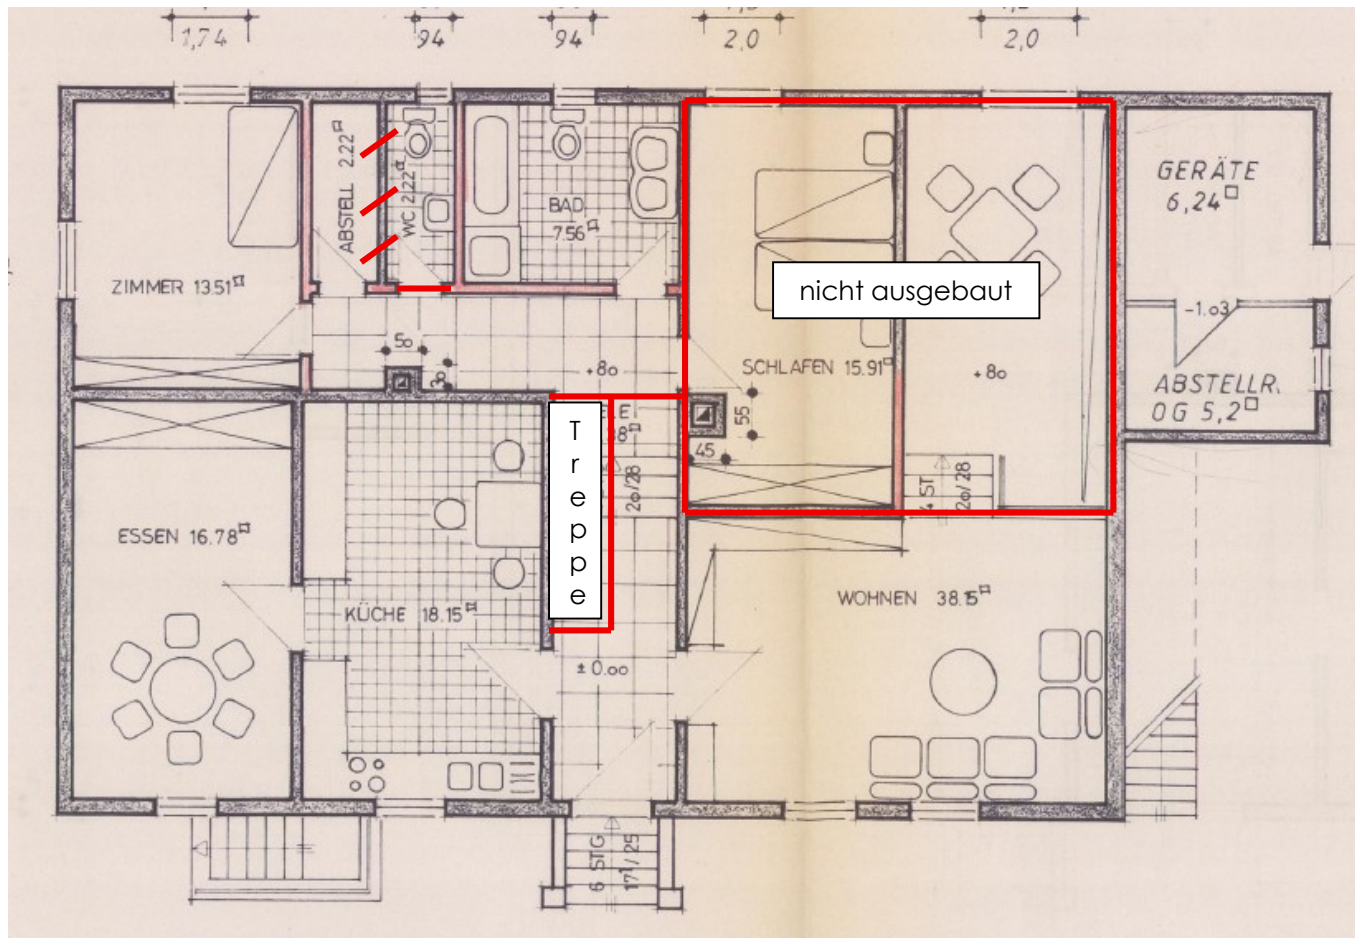 1,74
94
94
2,0
2,0
ABSTELL 2.22
WC 2.22
BAD
7.56
GERÄTE
6,24
ZIMMER 13.51
nicht ausgebaut
-1.03
50
30
+80
SCHLAFEN 15.91
+80
ABSTELLR.
OG 5,2
55
45
Treppe
20/28
4 ST
20/28
ESSEN 16.78
KÜCHE 18.15
WOHNEN 38.15
± 0.00
6 STG
17/25